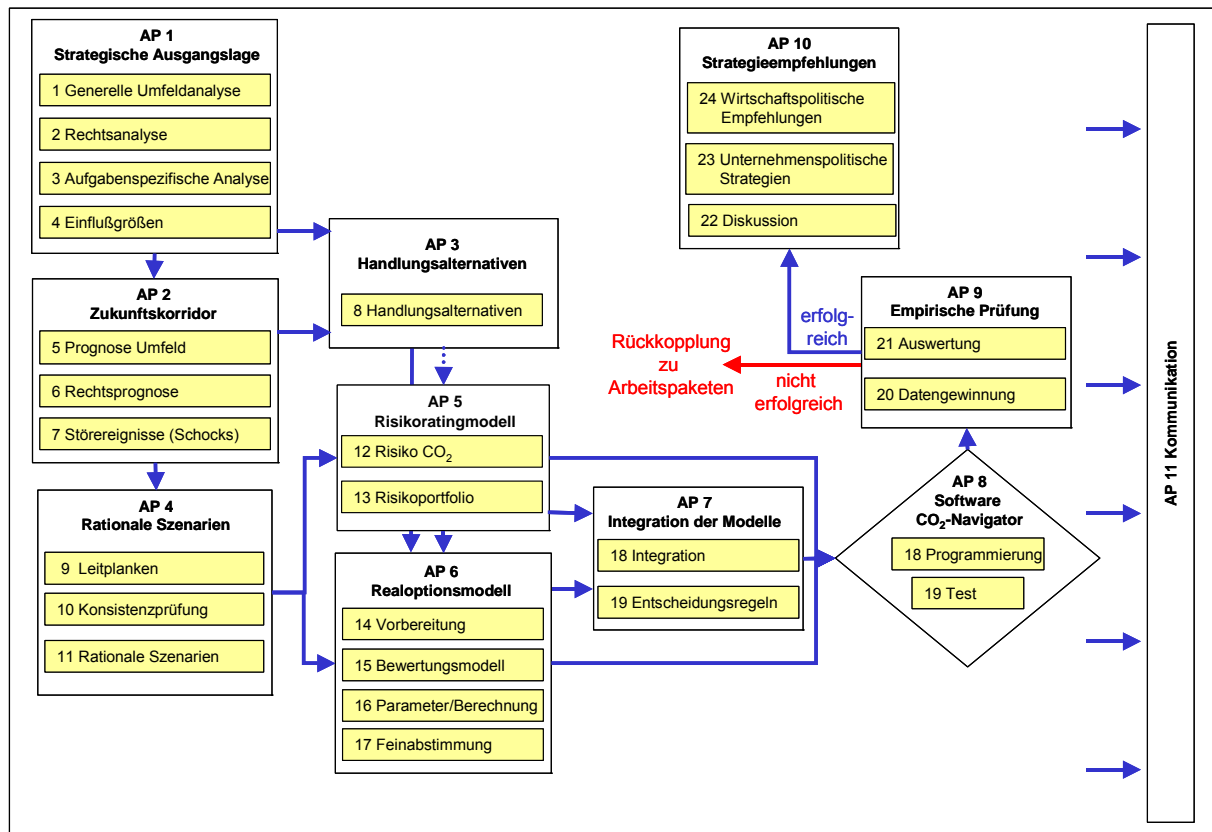 AP 1
Strategische Ausgangslage
1 Generelle Umfeldanalyse
2 Rechtsanalyse
3 Aufgabenspezifische Analyse
4 Einflußgrößen
AP 2
Zukunftskorridor
5 Prognose Umfeld
6 Rechtsprognose
7 Störereignisse (Schocks)
AP 4
Rationale Szenarien
9 Leitplanken
10 Konsistenzprüfung
11 Rationale Szenarien
AP 3
Handlungsalternativen
8 Handlungsalternativen
AP 5
Risikoratingmodell
12 Risiko CO₂
13 Risikoportfolio
AP 6
Realoptionsmodell
14 Vorbereitung
15 Bewertungsmodell
16 Parameter/Berechnung
17 Feinabstimmung
AP 7
Integration der Modelle
18 Integration
19 Entscheidungsregeln
AP 8
Software
CO₂-Navigator
18 Programmierung
19 Test
AP 9
Empirische Prüfung
21 Auswertung
20 Datengewinnung
erfolg-
reich
nicht
erfolgreich
Rückkopplung
zu
Arbeitspaketen
AP 10
Strategieempfehlungen
24 Wirtschaftspolitische
Empfehlungen
23 Unternehmenspolitische
Strategien
22 Diskussion
AP 11 Kommunikation